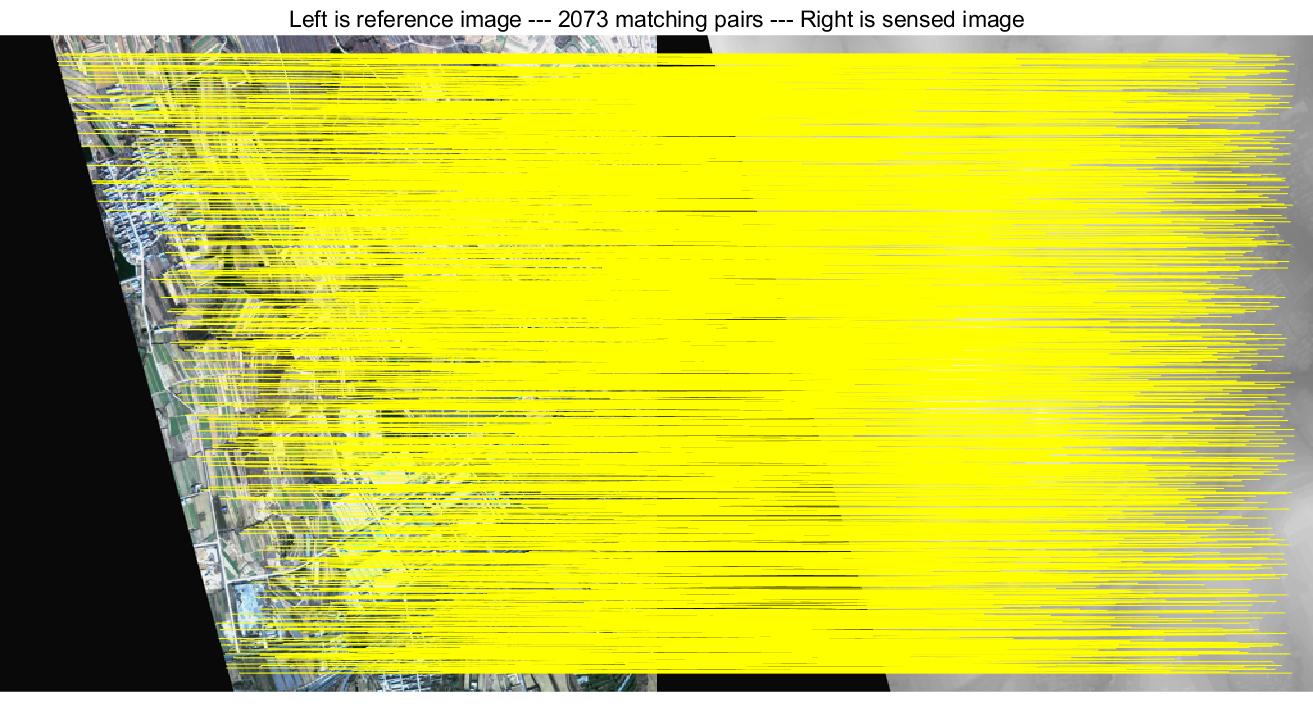 Left is reference image --- 2073 matching pairs --- Right is sensed image